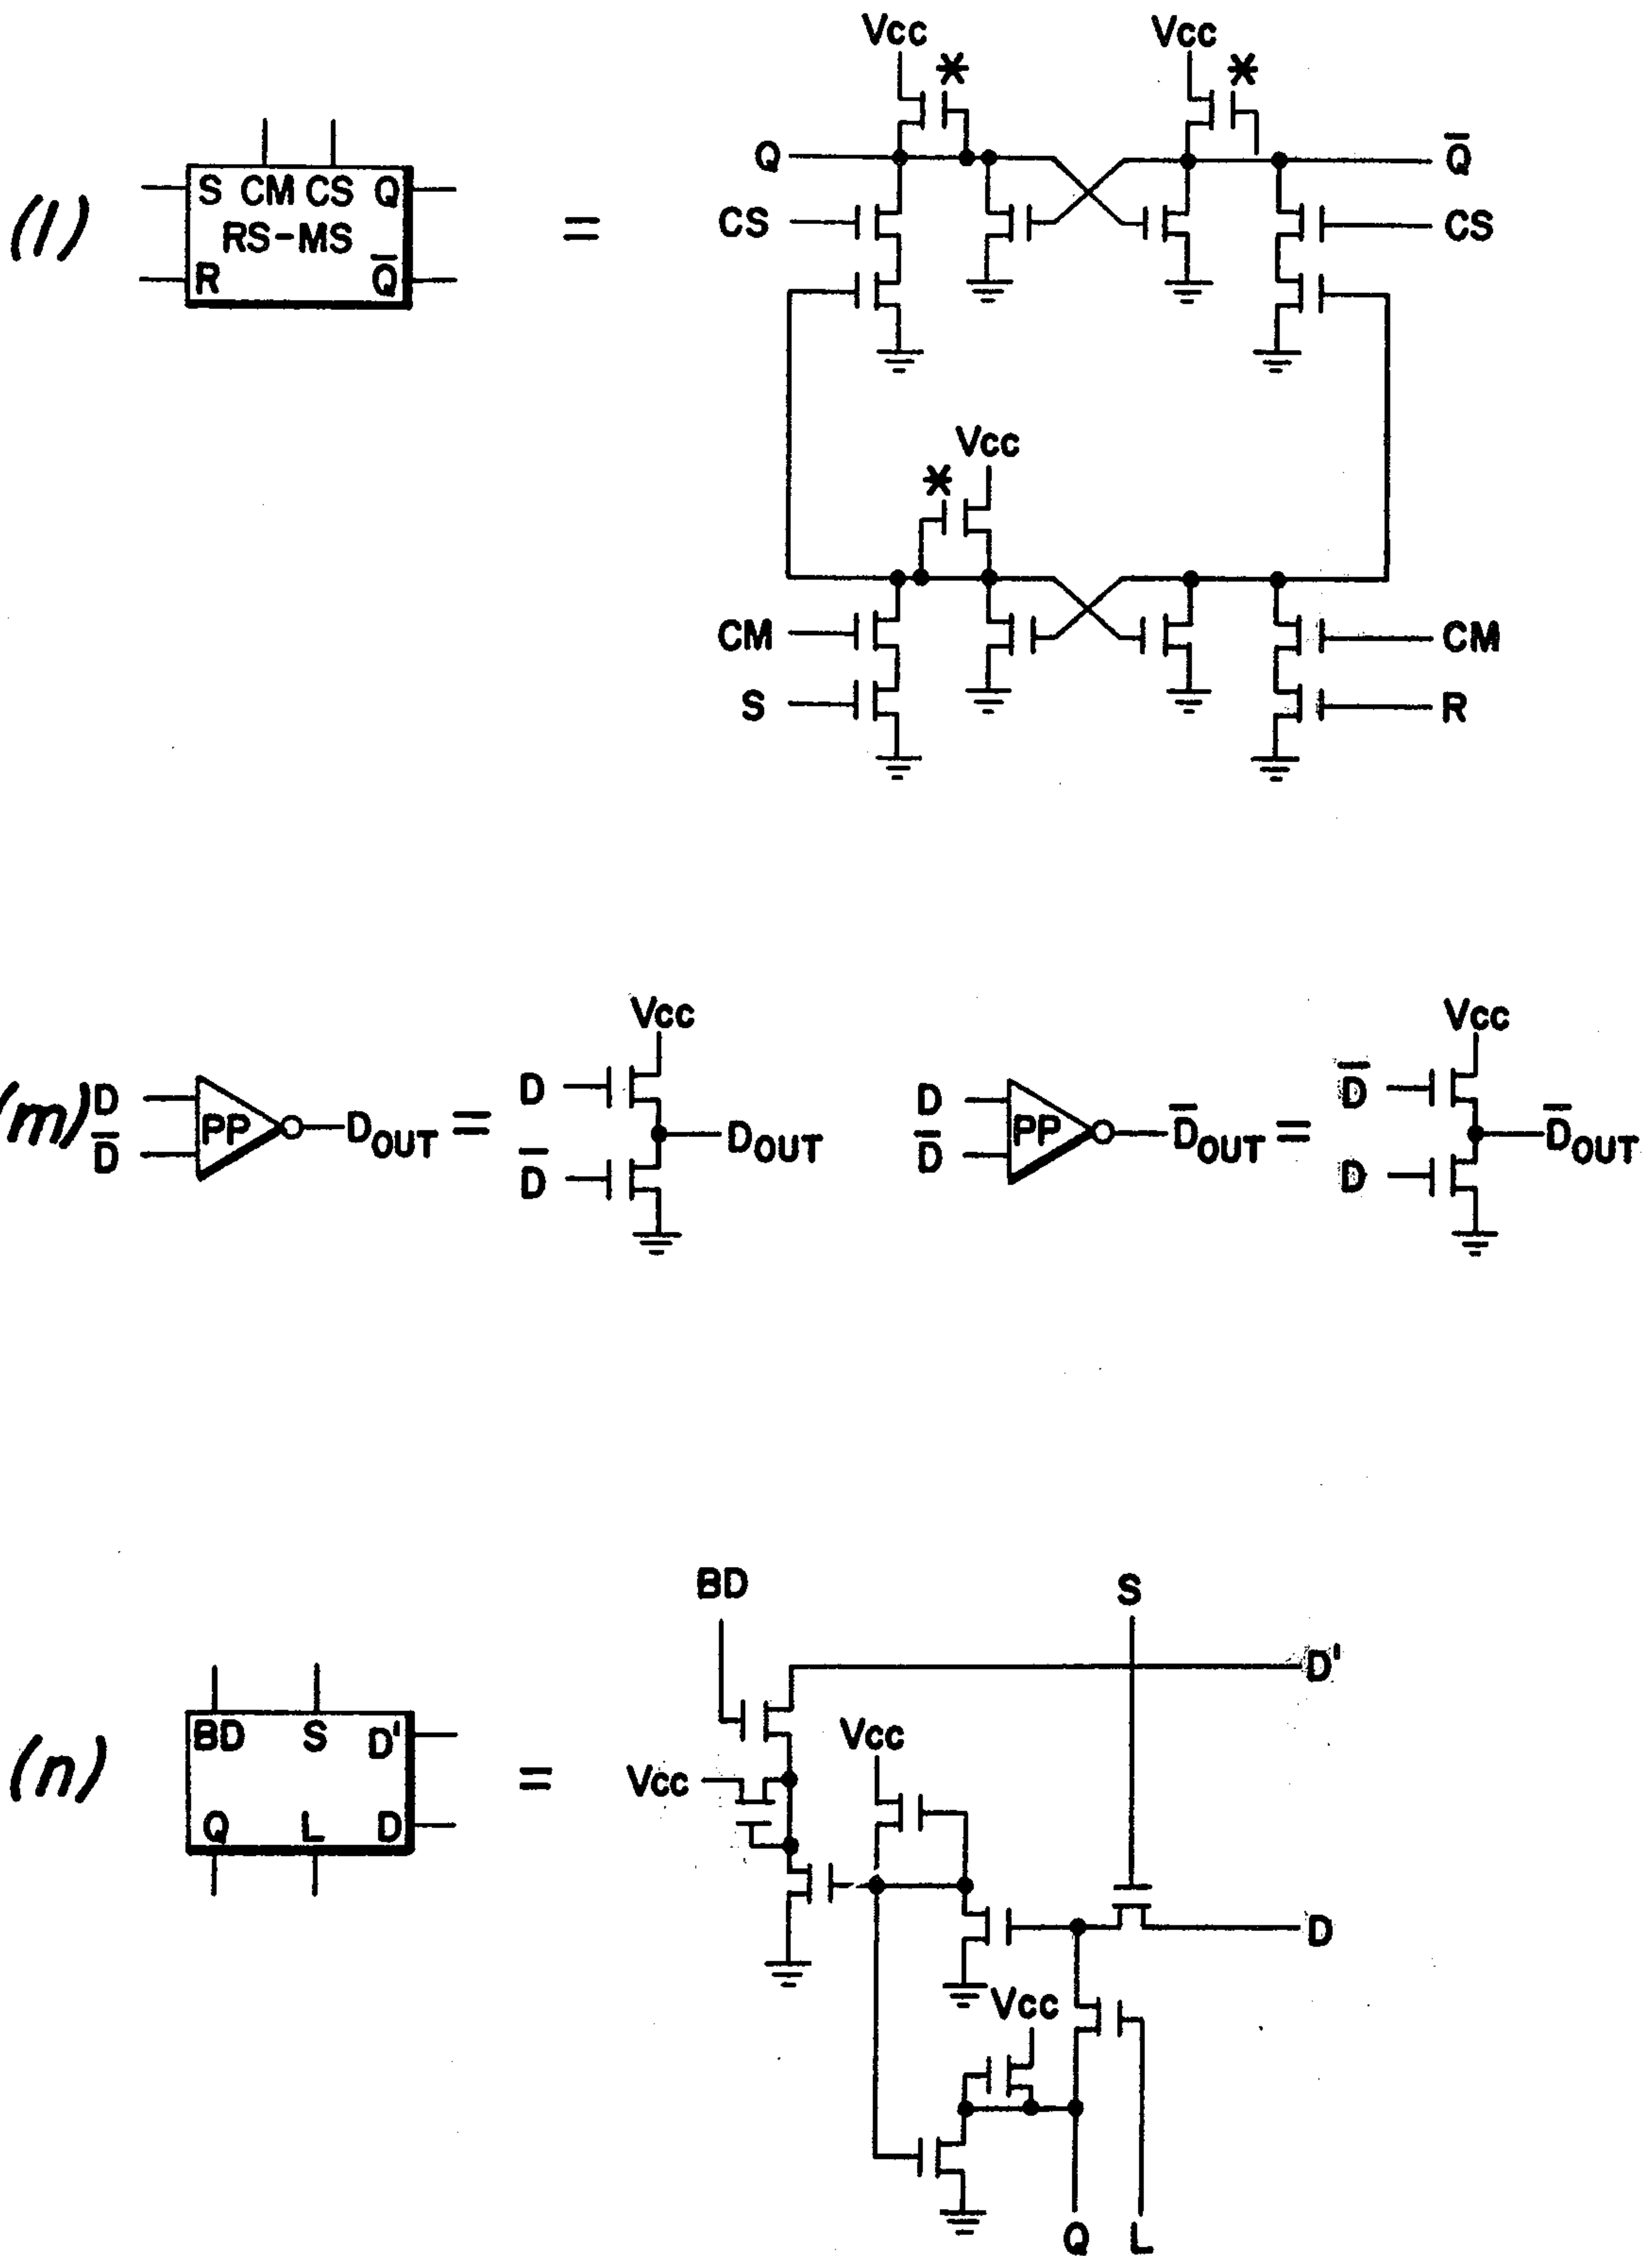 Vcc Vcc
* *
Q Q̅
(l) S CM CS Q = CS CS
RS-MS
R Q̅
Vcc
*
CM CM
S R
Vcc Vcc
(m) D D̅ PP DOUT = D D̅ DOUT D D̅ PP D̅OUT = D̅ D D̅OUT
BD S
D'
(n) BD S D' = Vcc Vcc
Q L D
D
Vcc
Q L